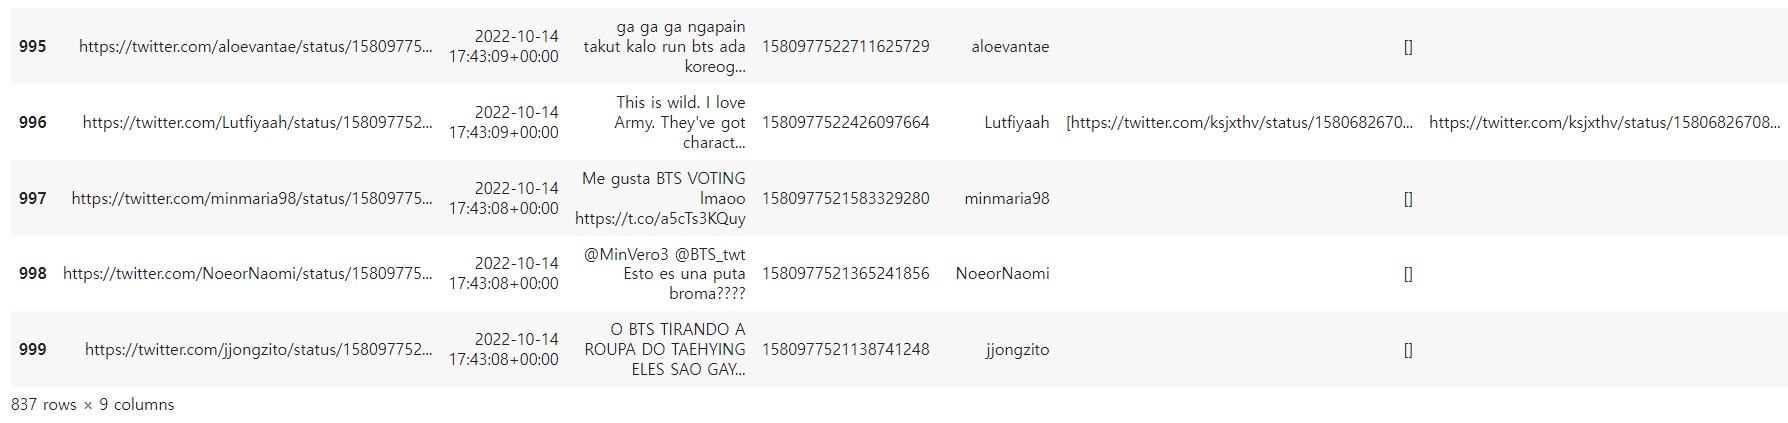 995 https://twitter.com/aloevantae/status/15809775... 2022-10-14 17:43:09+00:00 ga ga ga ngapain takut kalo run bts ada koreog... 1580977522711625729 aloevantae []
996 https://twitter.com/Lutfiyaah/status/158097752... 2022-10-14 17:43:09+00:00 This is wild. I love Army. They've got charact... 1580977522426097664 Lutfiyaah [https://twitter.com/ksjxthv/status/1580682670... https://twitter.com/ksjxthv/status/15806826708...
997 https://twitter.com/minmaria98/status/15809775... 2022-10-14 17:43:08+00:00 Me gusta BTS VOTING lmaoo https://t.co/a5cTs3KQuy 1580977521583329280 minmaria98 []
998 https://twitter.com/NoeorNaomi/status/15809775... 2022-10-14 17:43:08+00:00 @MinVero3 @BTS_twt Esto es una puta broma???? 1580977521365241856 NoeorNaomi []
999 https://twitter.com/jjongzito/status/158097752... 2022-10-14 17:43:08+00:00 O BTS TIRANDO A ROUPA DO TAEHYING ELES SAO GAY... 1580977521138741248 jjongzito []
837 rows × 9 columns